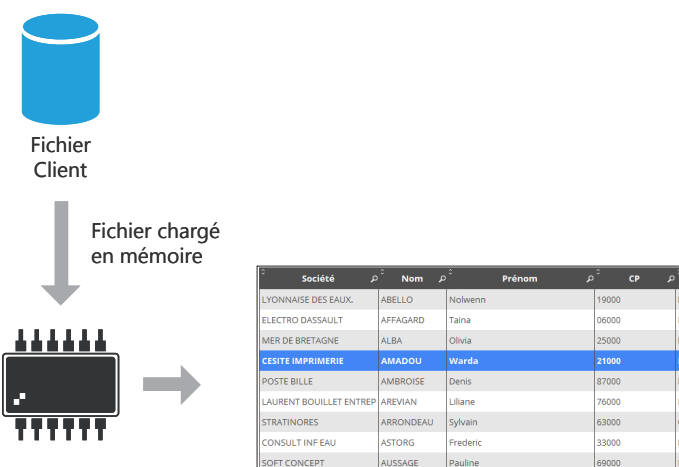 Fichier
Client
Fichier chargé
en mémoire
Société Nom Prénom CP
LYONNAISE DES EAUX. ABELLO Nolwenn 19000
ELECTRO DASSAULT AFFAGARD Taina 06000
MER DE BRETAGNE ALBA Olivia 25000
CESITE IMPRIMERIE AMADOU Warda 21000
POSTE BILLE AMBROISE Denis 87000
LAURENT BOUILLET ENTREP AREVIAN Liliane 76000
STRATINORES ARRONDEAU Sylvain 63000
CONSULT INF EAU ASTORG Frederic 33000
SOFT CONCEPT AUSSAGE Pauline 69000